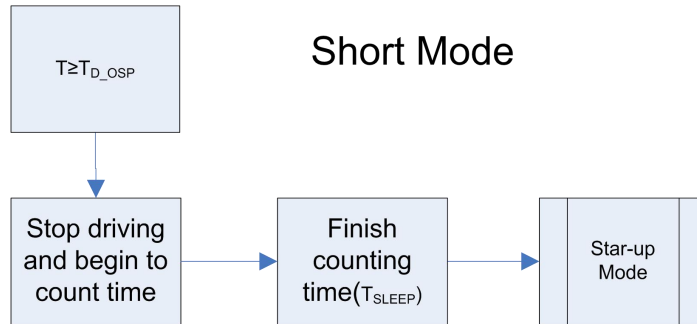 Short Mode
T≥TD_OSP
Stop driving
and begin to
count time
Finish
counting
time(TSLEEP)
Star-up
Mode